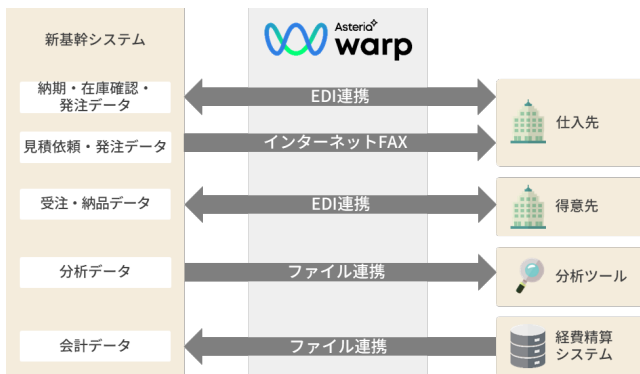 新基幹システム
Asteria
warp
納期・在庫確認・
発注データ
EDI連携
仕入先
見積依頼・発注データ
インターネットFAX
受注・納品データ
EDI連携
得意先
分析データ
ファイル連携
分析ツール
会計データ
ファイル連携
経費精算
システム